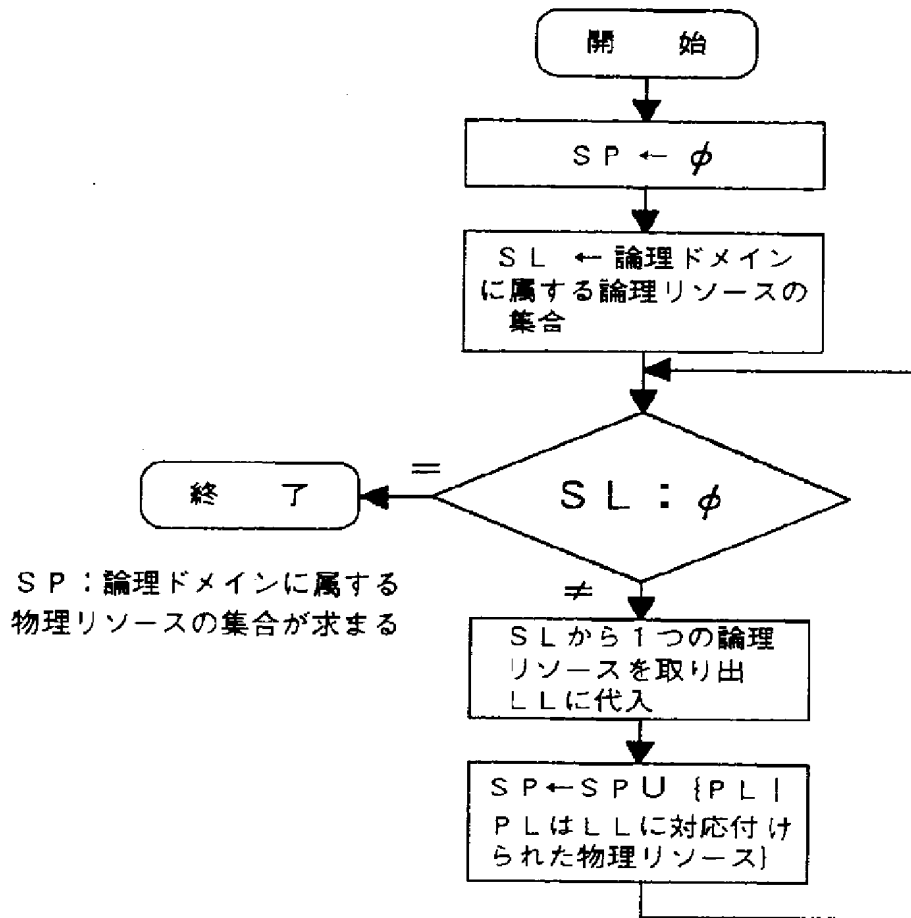 開 始
SP ← φ
SL ← 論理ドメイン
に属する論理リソースの
集合
=
SL : φ
終 了
SP:論理ドメインに属する
物理リソースの集合が求まる
≠
SLから1つの論理
リソースを取り出
LLに代入
SP←SP∪ {PL|
PLはLLに対応付け
られた物理リソース}